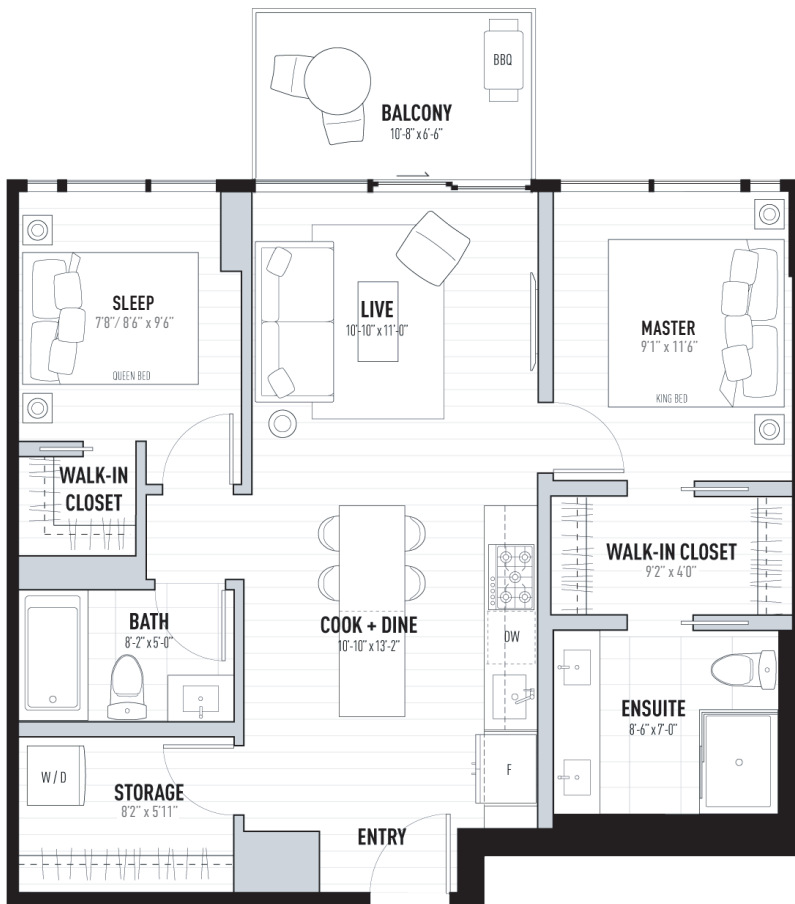 BBQ
BALCONY
10'-8" x 6'-6"
SLEEP
7'8"/ 8'6" x 9'6"
QUEEN BED
LIVE
10'-10" x 11'-0"
MASTER
9'1" x 11'6"
KING BED
WALK-IN
CLOSET
WALK-IN CLOSET
9'2" x 4'0"
BATH
8'-2" x 5'-0"
COOK + DINE
10'-10" x 13'-2"
DW
ENSUITE
8'-6" x 7'-0"
W / D
STORAGE
8'2" x 5'11"
F
ENTRY